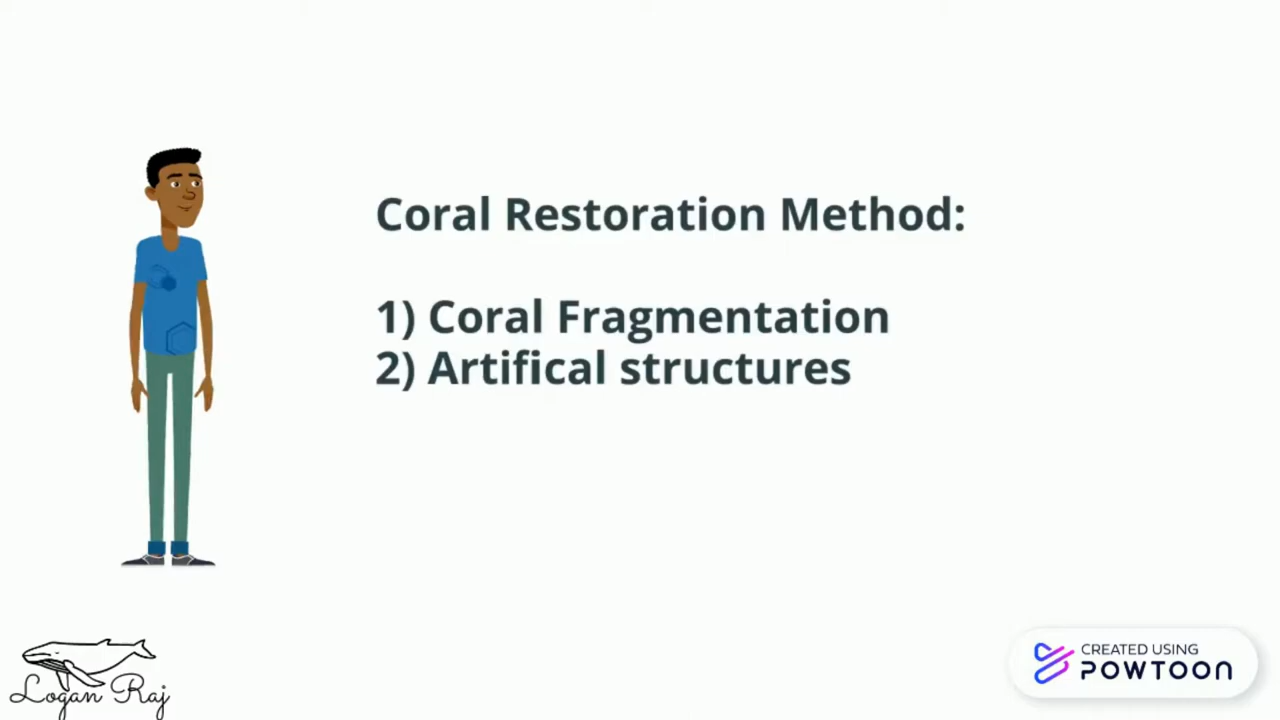 Coral Restoration Method:
1) Coral Fragmentation
2) Artifical structures
Logan Raj
CREATED USING
POWTOON